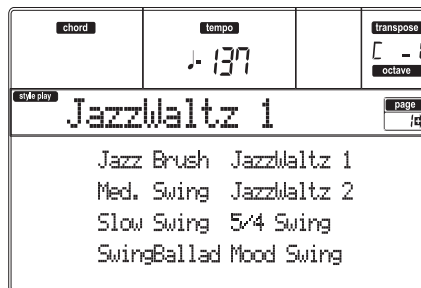 chord
tempo
transpose
♩- 137
C -
octave
style play
JazzWaltz 1
page
Jazz Brush JazzWaltz 1
Med. Swing JazzWaltz 2
Slow Swing 5/4 Swing
SwingBallad Mood Swing